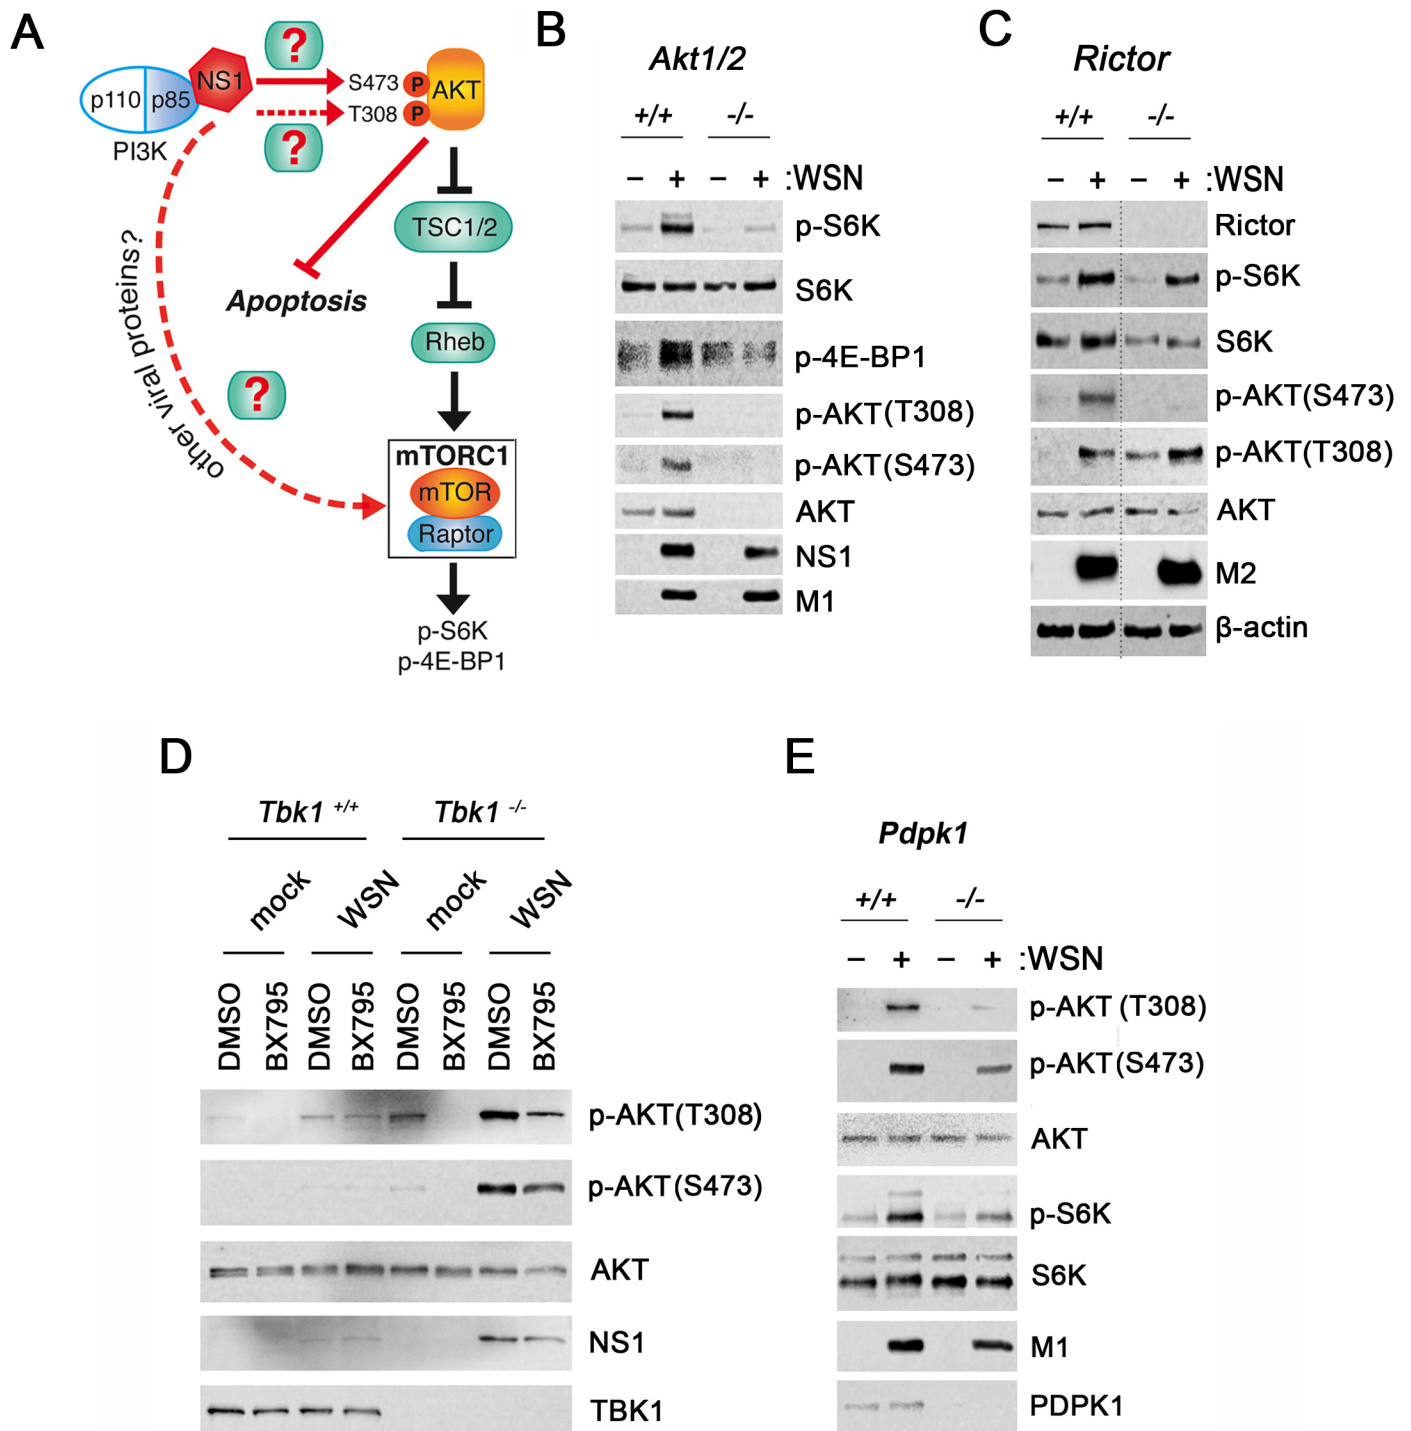 A
?
NS1
p110
p85
PI3K
S473
P
AKT
T308
P
?
TSC1/2
Apoptosis
Rheb
other viral proteins?
?
mTORC1
mTOR
Raptor
p-S6K
p-4E-BP1
B
Akt1/2
+/+ -/-
– + – + :WSN
p-S6K
S6K
p-4E-BP1
p-AKT(T308)
p-AKT(S473)
AKT
NS1
M1
C
Rictor
+/+ -/-
– + – + :WSN
Rictor
p-S6K
S6K
p-AKT(S473)
p-AKT(T308)
AKT
M2
β-actin
D
Tbk1 +/+ Tbk1 -/-
mock WSN mock WSN
DMSO BX795 DMSO BX795 DMSO BX795 DMSO BX795
p-AKT(T308)
p-AKT(S473)
AKT
NS1
TBK1
E
Pdpk1
+/+ -/-
– + – + :WSN
p-AKT (T308)
p-AKT(S473)
AKT
p-S6K
S6K
M1
PDPK1